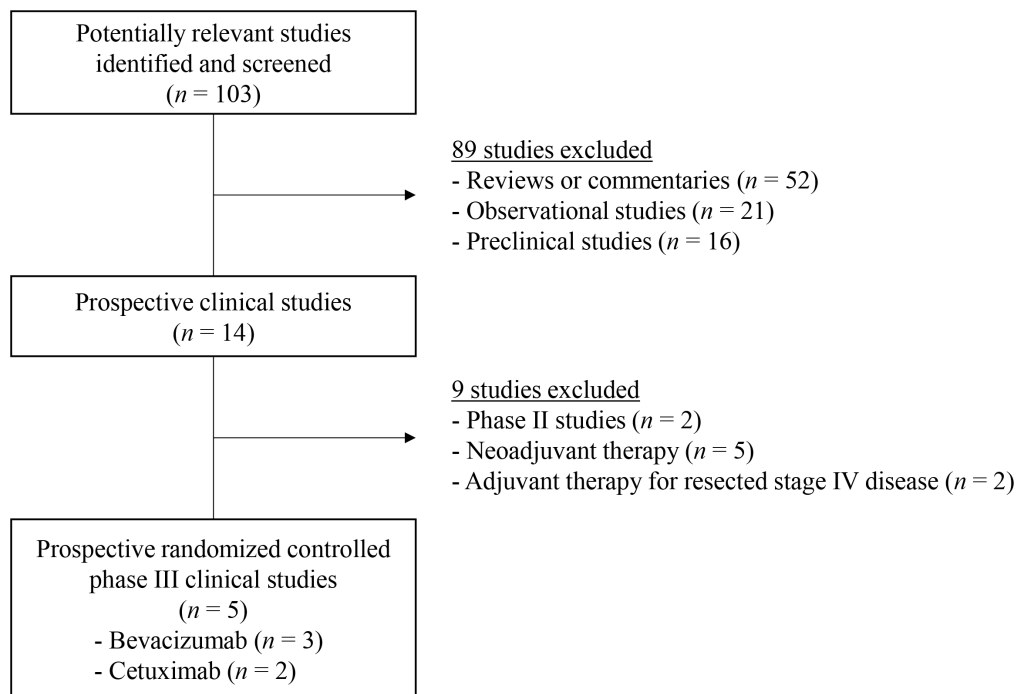 Potentially relevant studies
identified and screened
(n = 103)
89 studies excluded
- Reviews or commentaries (n = 52)
- Observational studies (n = 21)
- Preclinical studies (n = 16)
Prospective clinical studies
(n = 14)
9 studies excluded
- Phase II studies (n = 2)
- Neoadjuvant therapy (n = 5)
- Adjuvant therapy for resected stage IV disease (n = 2)
Prospective randomized controlled
phase III clinical studies
(n = 5)
- Bevacizumab (n = 3)
- Cetuximab (n = 2)